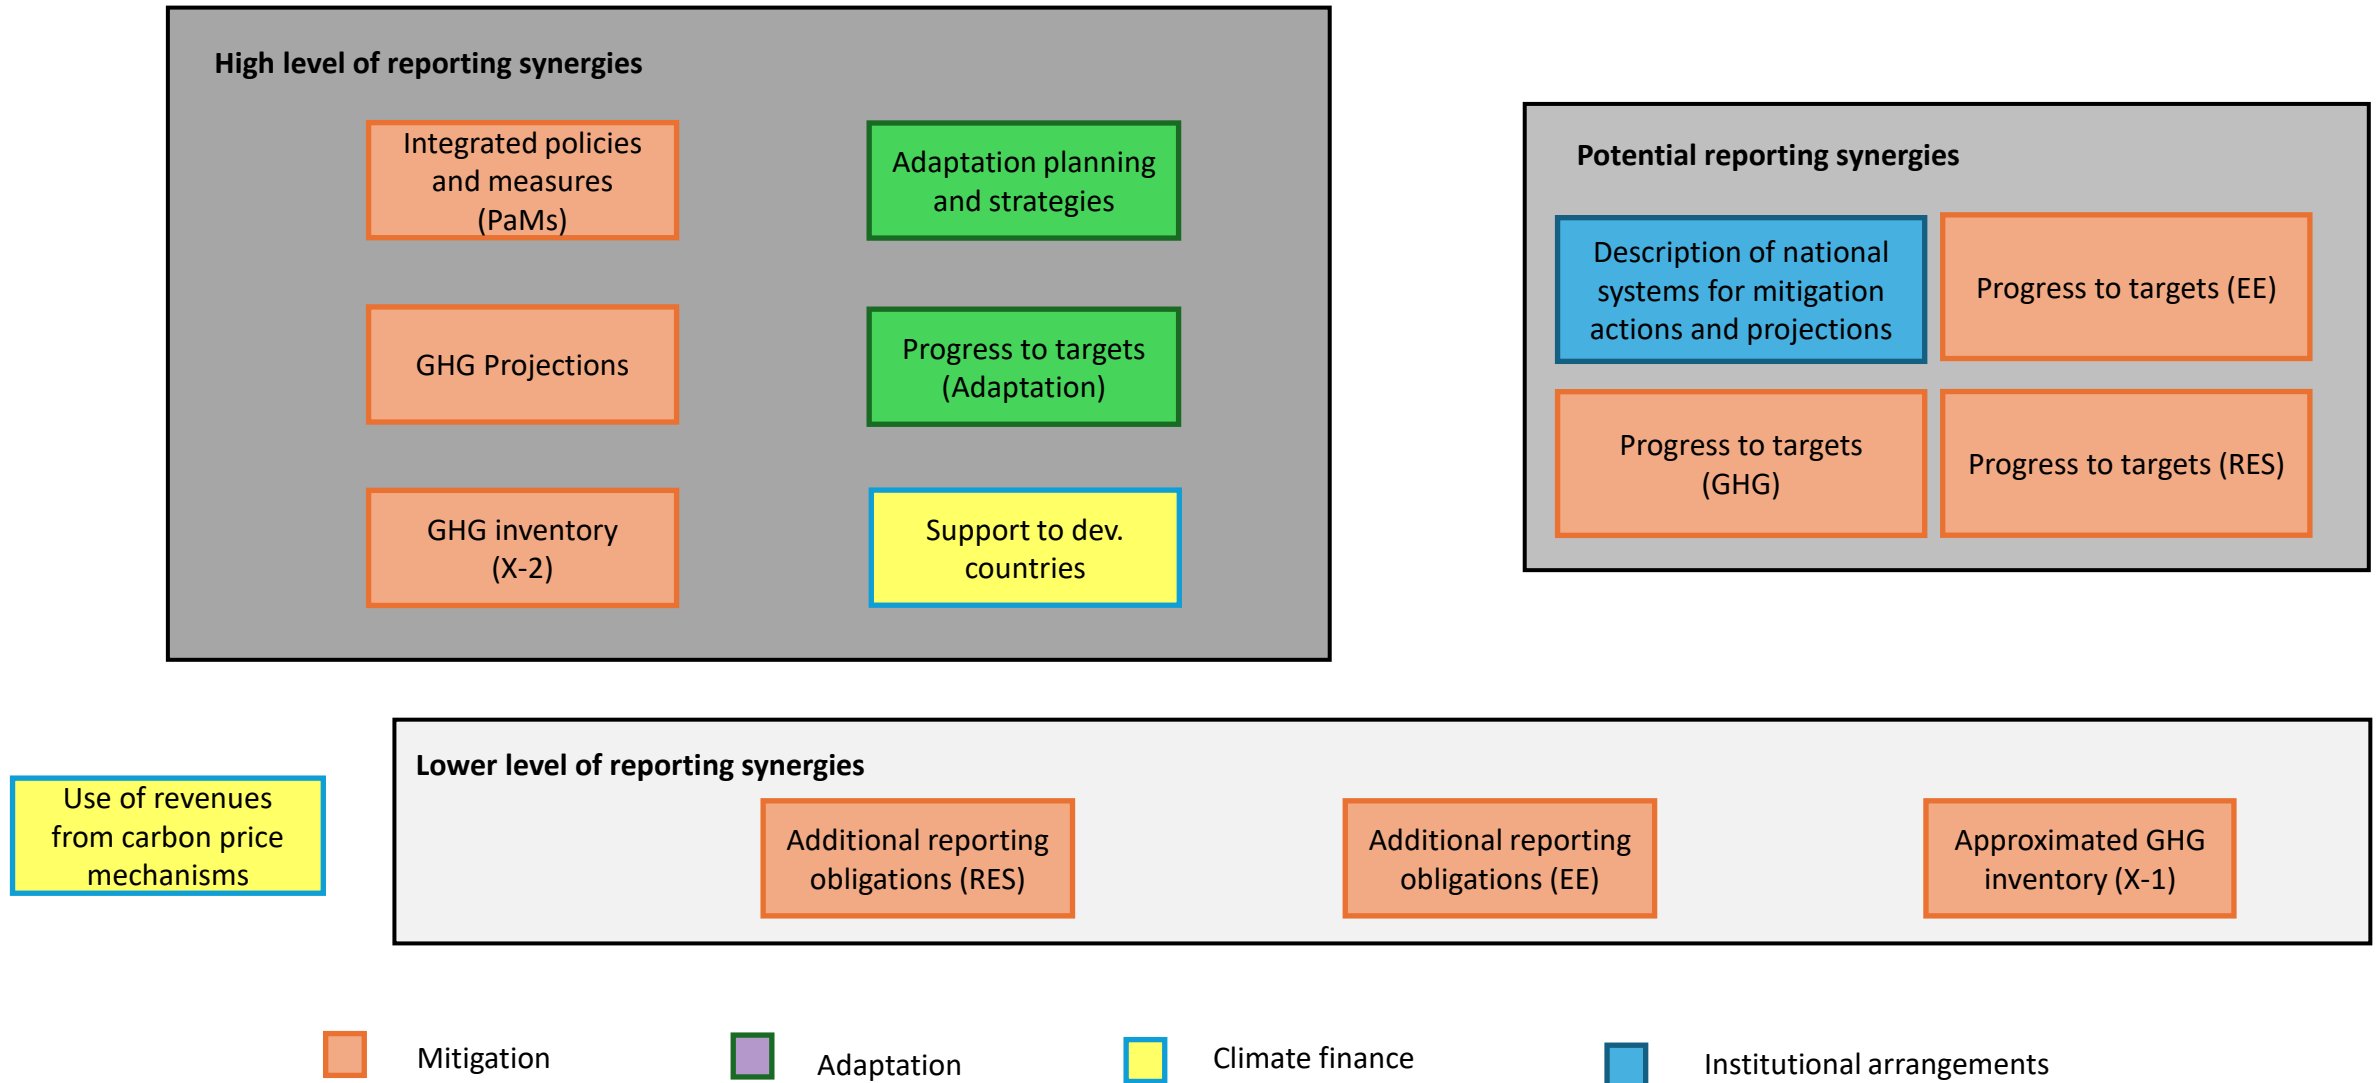 High level of reporting synergies
Integrated policies
and measures
(PaMs)
Adaptation planning
and strategies
GHG Projections
Progress to targets
(Adaptation)
GHG inventory
(X-2)
Support to dev.
countries
Potential reporting synergies
Description of national
systems for mitigation
actions and projections
Progress to targets (EE)
Progress to targets
(GHG)
Progress to targets (RES)
Use of revenues
from carbon price
mechanisms
Lower level of reporting synergies
Additional reporting
obligations (RES)
Additional reporting
obligations (EE)
Approximated GHG
inventory (X-1)
Mitigation
Adaptation
Climate finance
Institutional arrangements